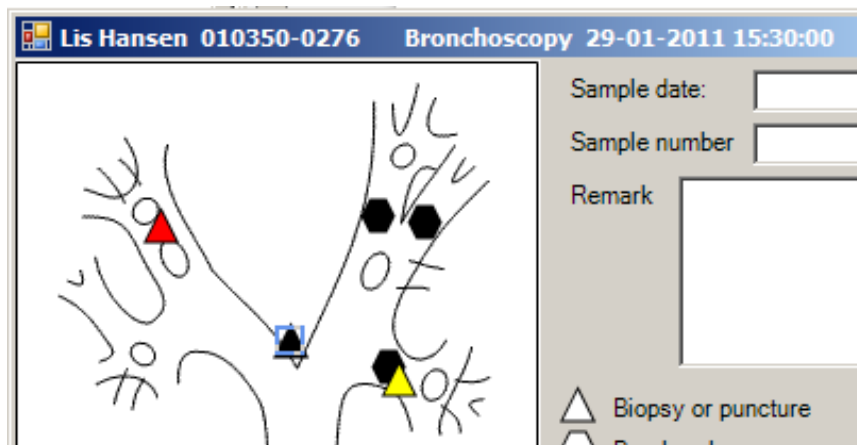 Lis Hansen 010350-0276 Bronchoscopy 29-01-2011 15:30:00
Sample date:
Sample number
Remark
Biopsy or puncture